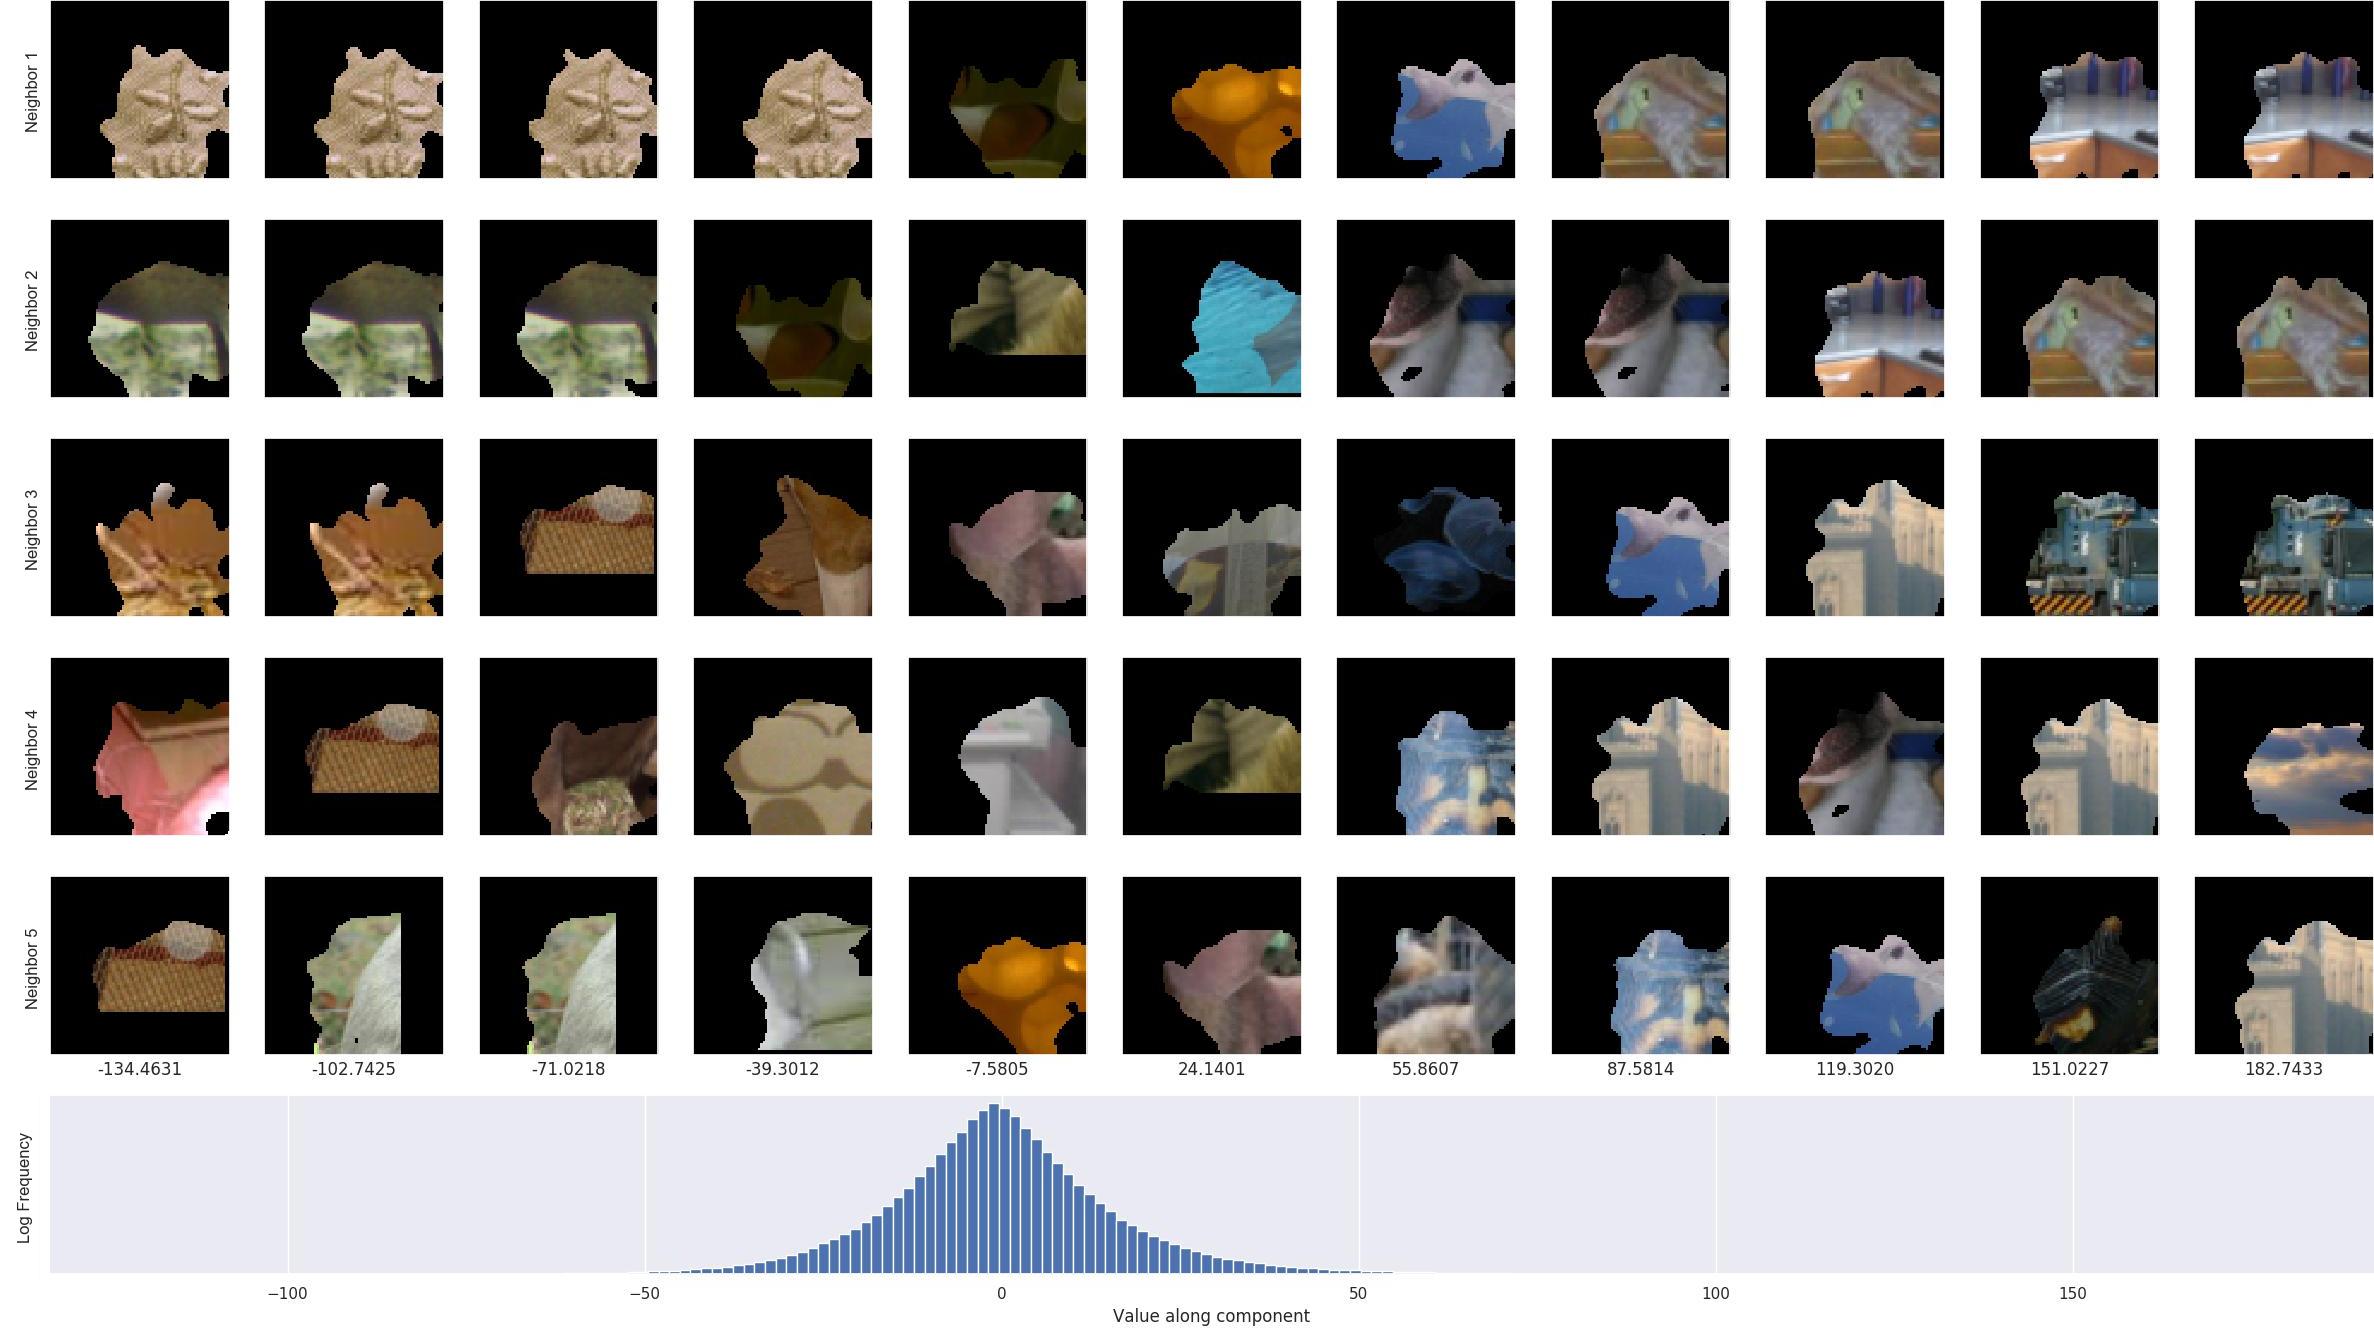 Neighbor 1
Neighbor 2
Neighbor 3
Neighbor 4
Neighbor 5
-134.4631 -102.7425 -71.0218 -39.3012 -7.5805 24.1401 55.8607 87.5814 119.3020 151.0227 182.7433
Log Frequency
−100 −50 0 50 100 150
Value along component